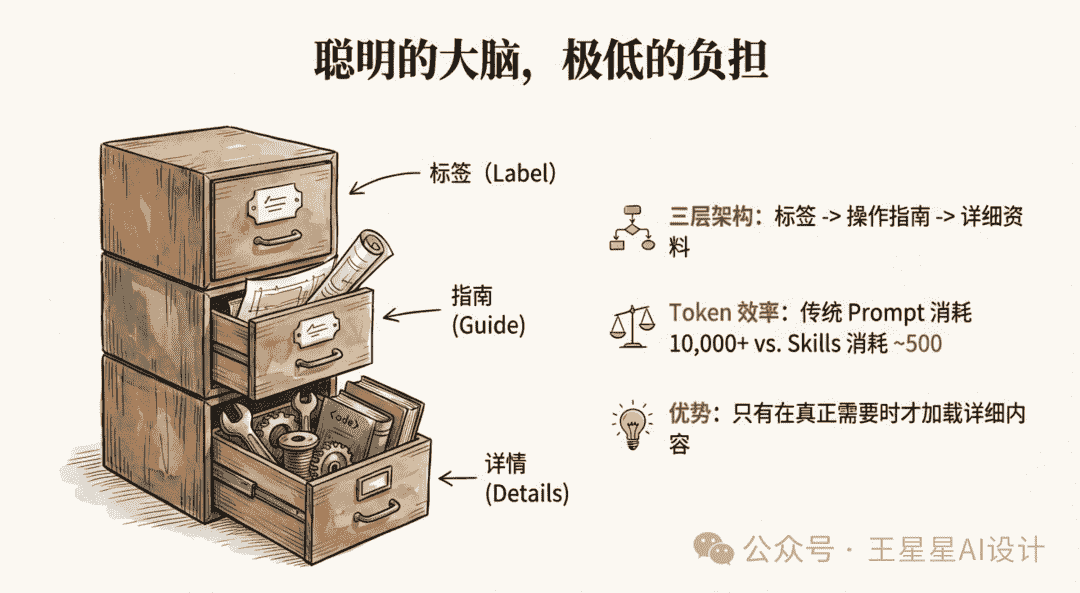 聪明的大脑，极低的负担
标签（Label）
三层架构：标签 -> 操作指南 -> 详细资
料
指南
(Guide)
Token 效率：传统 Prompt 消耗
10,000+ vs. Skills 消耗 ~500
<code>
优势：只有在真正需要时才加载详细内
容
详情
(Details)
公众号 · 王星星AI设计